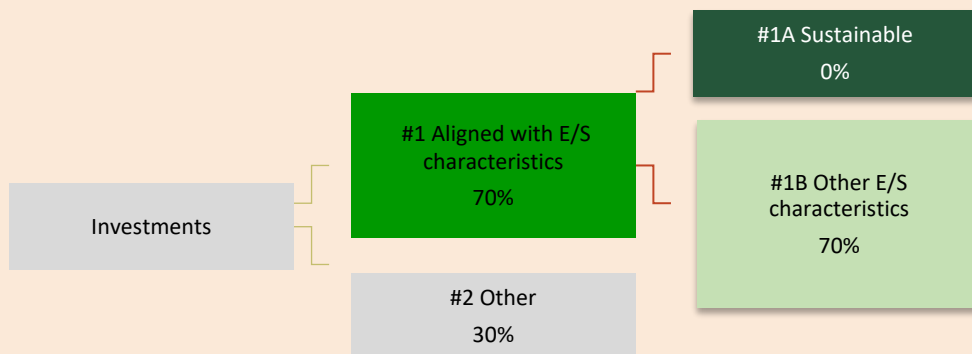 #1A Sustainable
0%
#1 Aligned with E/S
characteristics
70%
#1B Other E/S
characteristics
70%
Investments
#2 Other
30%